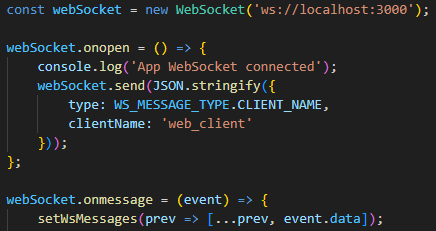 const webSocket = new WebSocket('ws://localhost:3000');
webSocket.onopen = () => {
console.log('App WebSocket connected');
webSocket.send(JSON.stringify({
type: WS_MESSAGE_TYPE.CLIENT_NAME,
clientName: 'web_client'
}));
};
webSocket.onmessage = (event) => {
setWsMessages(prev => [...prev, event.data]);